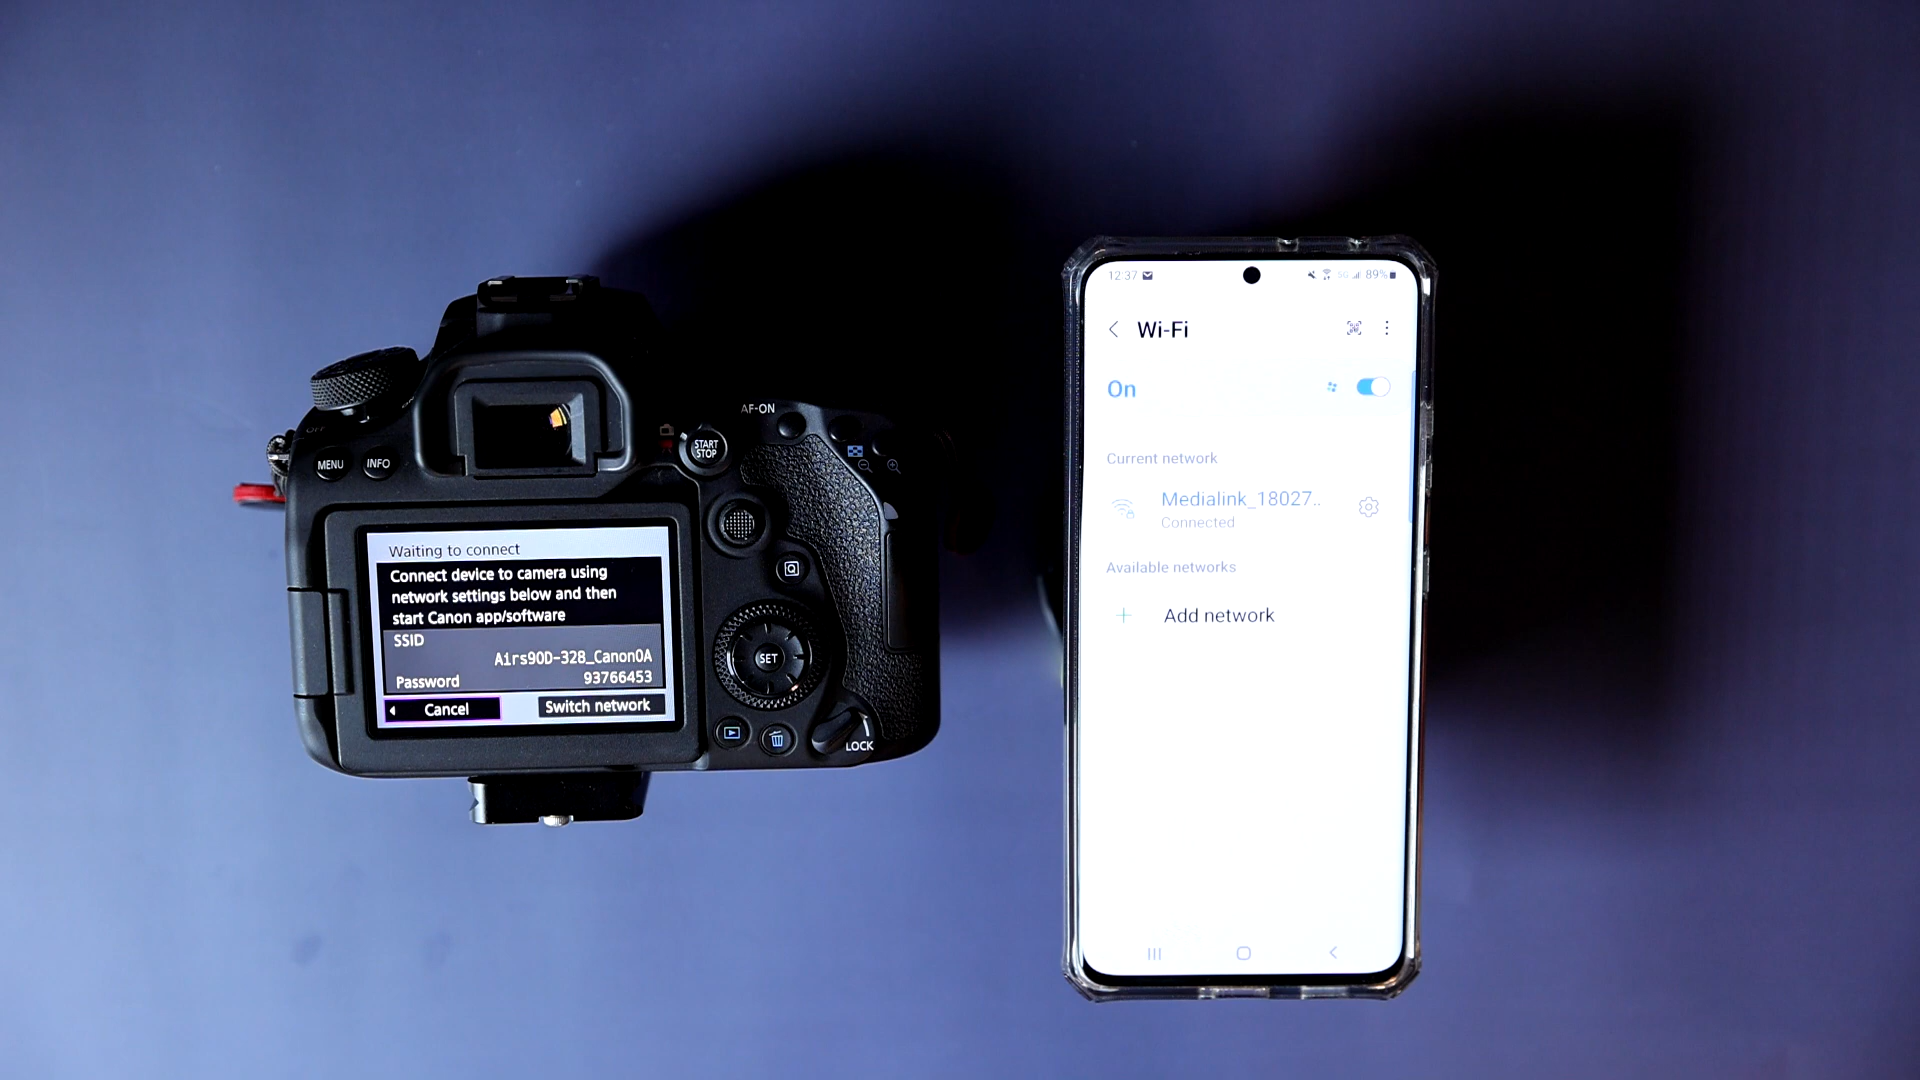 AF-ON
OFF
MENU
INFO
START
STOP
Q
SET
LOCK
Waiting to connect
Connect device to camera using
network settings below and then
start Canon app/software
SSID
Airs90D-328_Canon0A
Password
93766453
Cancel
Switch network
12:37
5G
89%
Wi-Fi
On
Current network
Medialink_18027..
Connected
Available networks
+ Add network